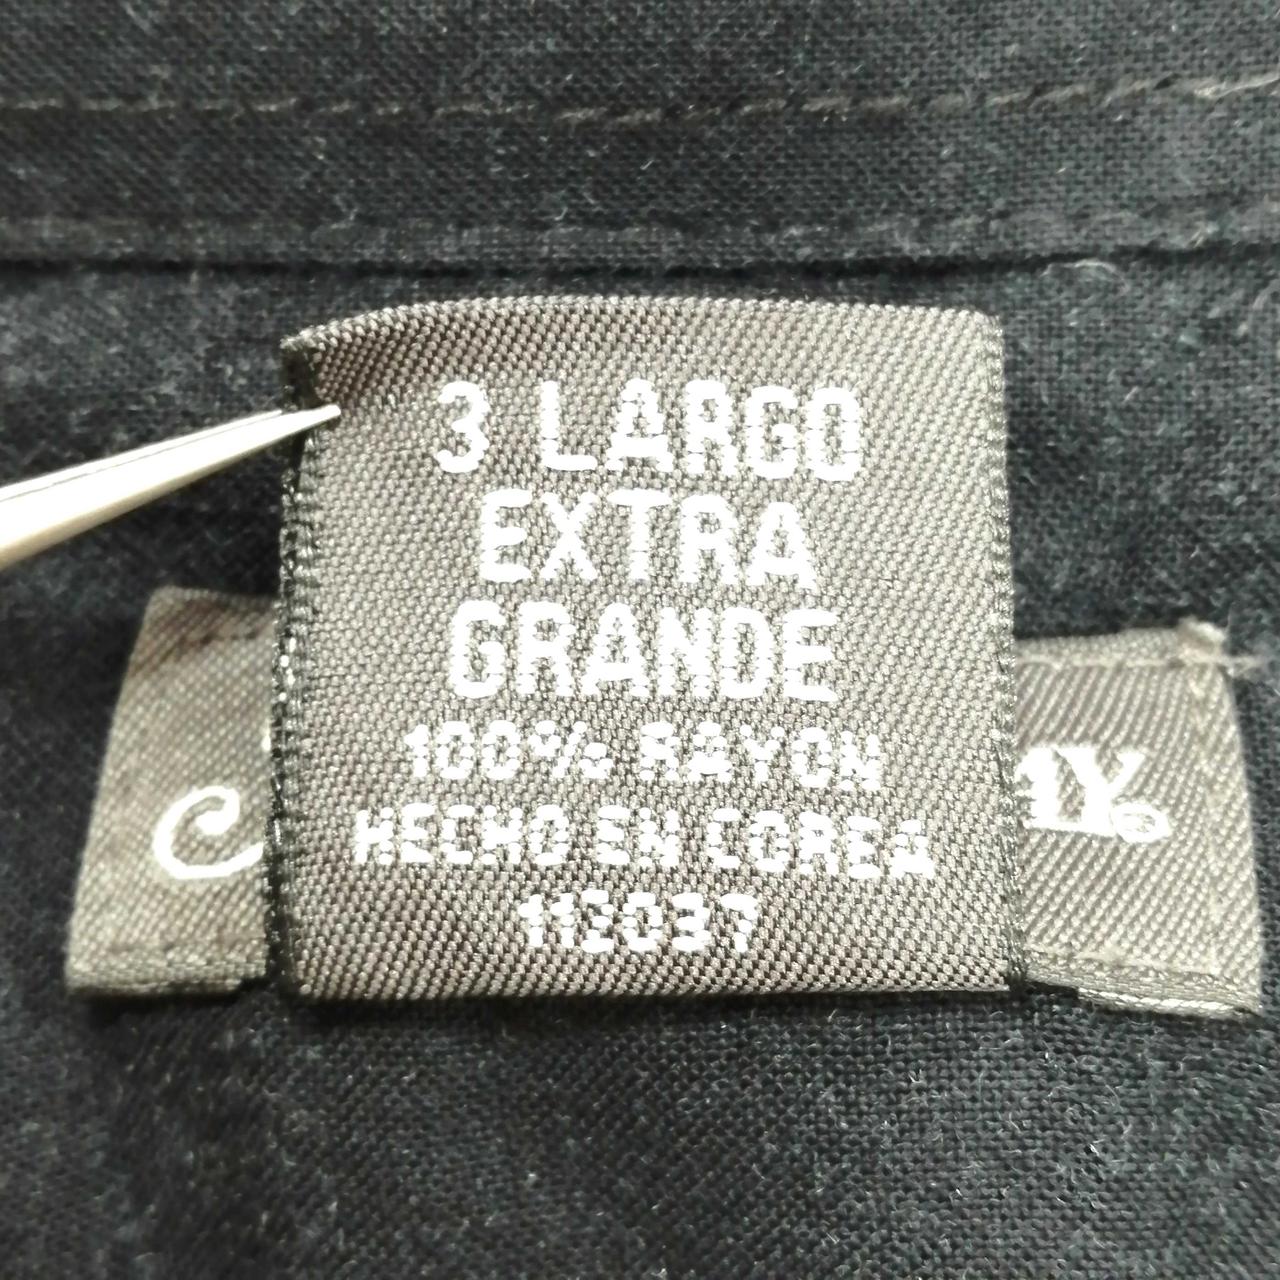 3 LARGO
EXTRA
GRANDE
100% RAYON
HECHO EN COREA
113037